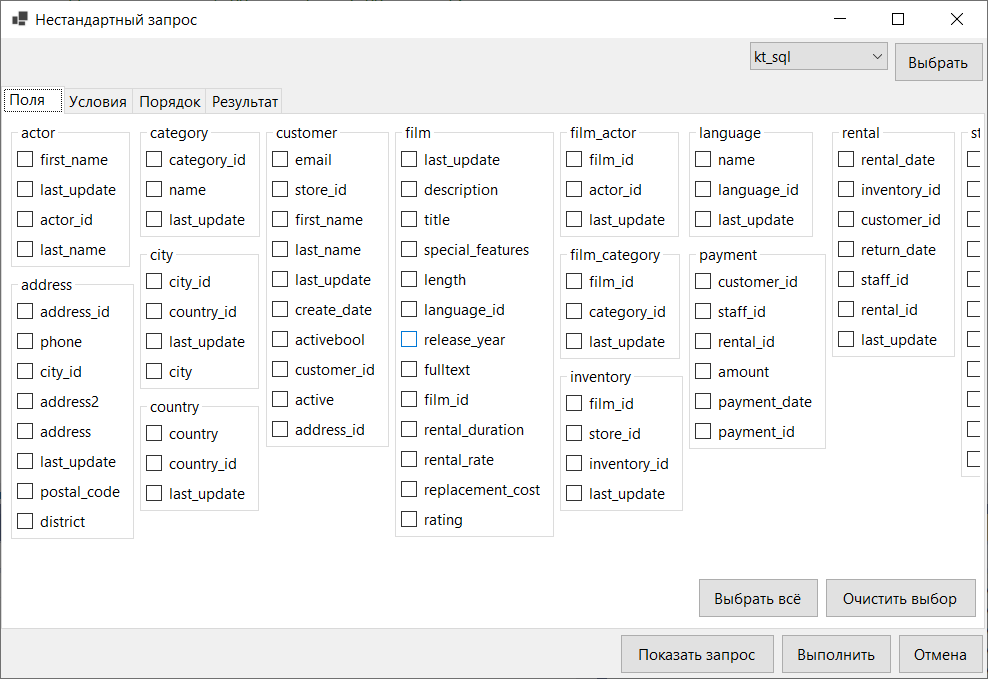 Нестандартный запрос
kt_sql
Выбрать
Поля
Условия
Порядок
Результат
actor
first_name
last_update
actor_id
last_name
address
address_id
phone
city_id
address2
address
last_update
postal_code
district
category
category_id
name
last_update
city
city_id
country_id
last_update
city
country
country
country_id
last_update
customer
email
store_id
first_name
last_name
last_update
create_date
activebool
customer_id
active
address_id
film
last_update
description
title
special_features
length
language_id
release_year
fulltext
film_id
rental_duration
rental_rate
replacement_cost
rating
film_actor
film_id
actor_id
last_update
film_category
film_id
category_id
last_update
inventory
film_id
store_id
inventory_id
last_update
language
name
language_id
last_update
payment
customer_id
staff_id
rental_id
amount
payment_date
payment_id
rental
rental_date
inventory_id
customer_id
return_date
staff_id
rental_id
last_update
Выбрать всё
Очистить выбор
Показать запрос
Выполнить
Отмена